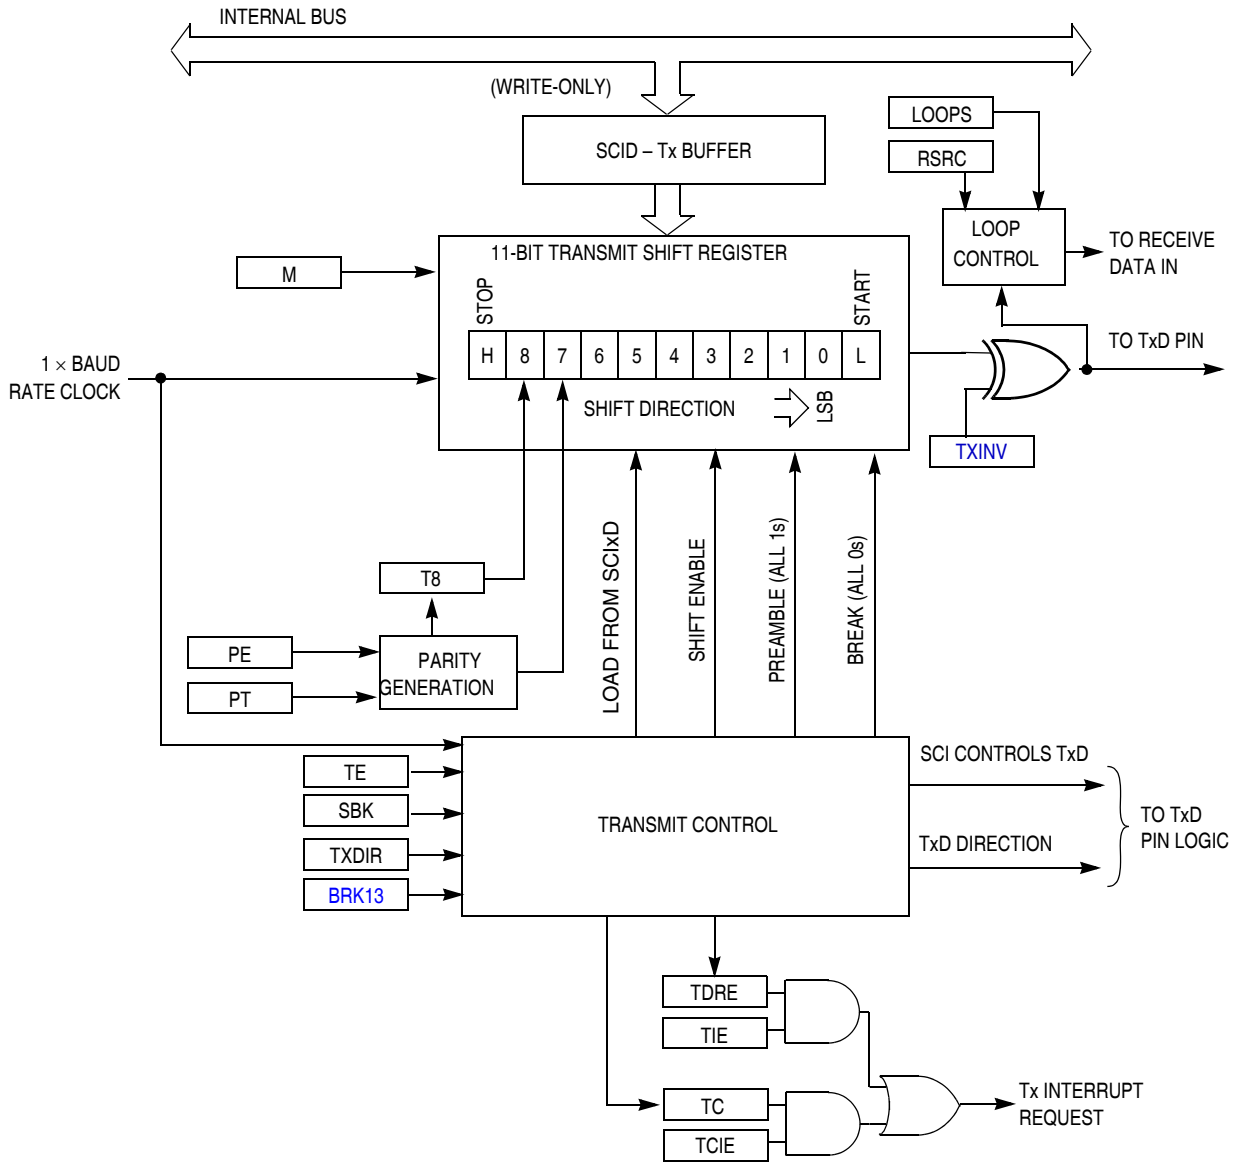 INTERNAL BUS
(WRITE-ONLY)
SCID – Tx BUFFER
LOOPS
RSRC
LOOP
CONTROL
TO RECEIVE
DATA IN
11-BIT TRANSMIT SHIFT REGISTER
M
STOP
START
H 8 7 6 5 4 3 2 1 0 L
1 × BAUD
RATE CLOCK
SHIFT DIRECTION
LSB
TO TxD PIN
TXINV
T8
PE
PT
PARITY
GENERATION
LOAD FROM SCIxD
SHIFT ENABLE
PREAMBLE (ALL 1s)
BREAK (ALL 0s)
TE
SBK
TXDIR
BRK13
TRANSMIT CONTROL
SCI CONTROLS TxD
TxD DIRECTION
TO TxD
PIN LOGIC
TDRE
TIE
TC
TCIE
Tx INTERRUPT
REQUEST